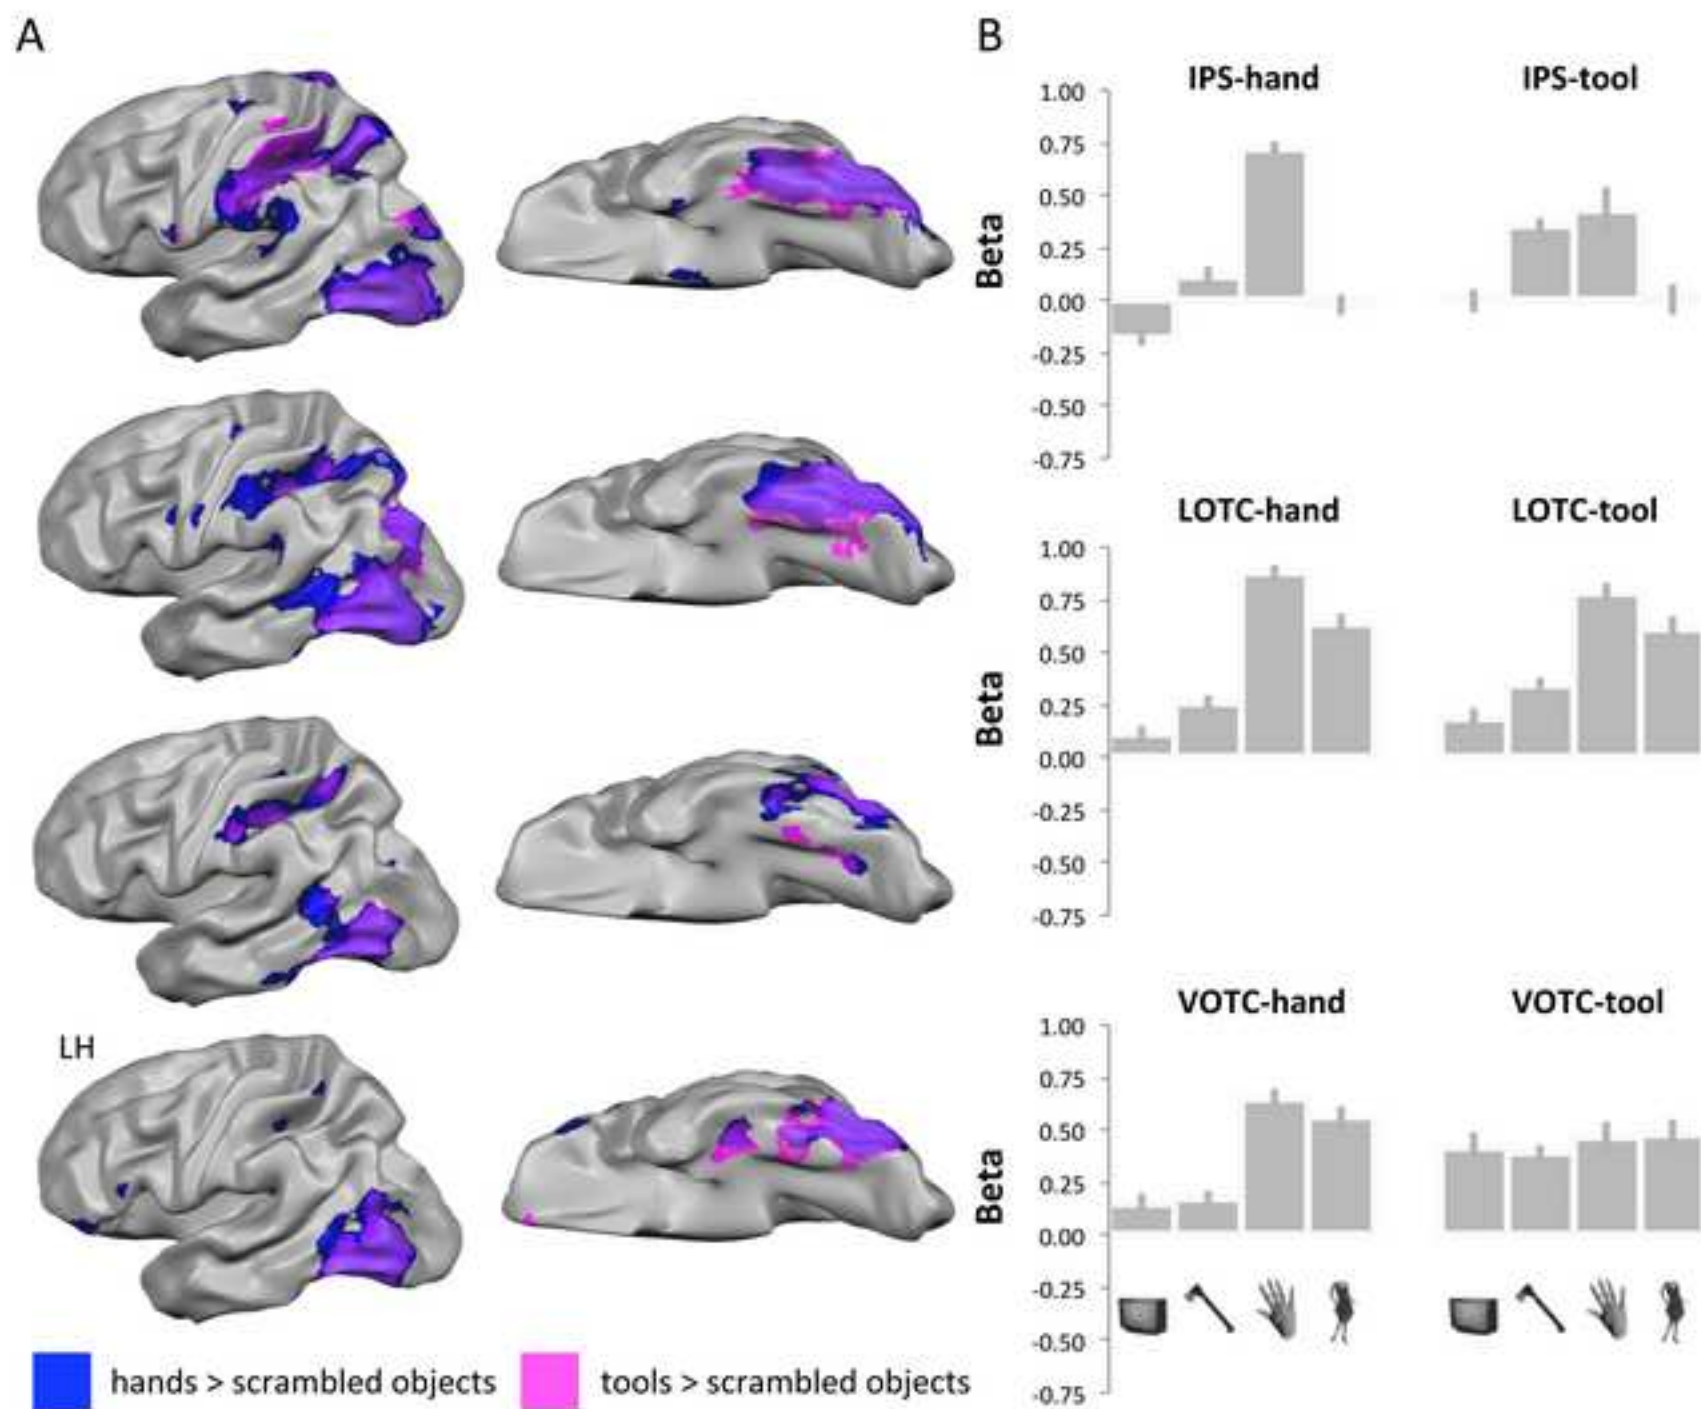 A
B
IPS-hand
IPS-tool
1.00
0.75
0.50
0.25
0.00
-0.25
-0.50
-0.75
Beta
LOTC-hand
LOTC-tool
1.00
0.75
0.50
0.25
0.00
-0.25
-0.50
-0.75
Beta
VOTC-hand
VOTC-tool
1.00
0.75
0.50
0.25
0.00
-0.25
-0.50
-0.75
Beta
LH
hands > scrambled objects
tools > scrambled objects